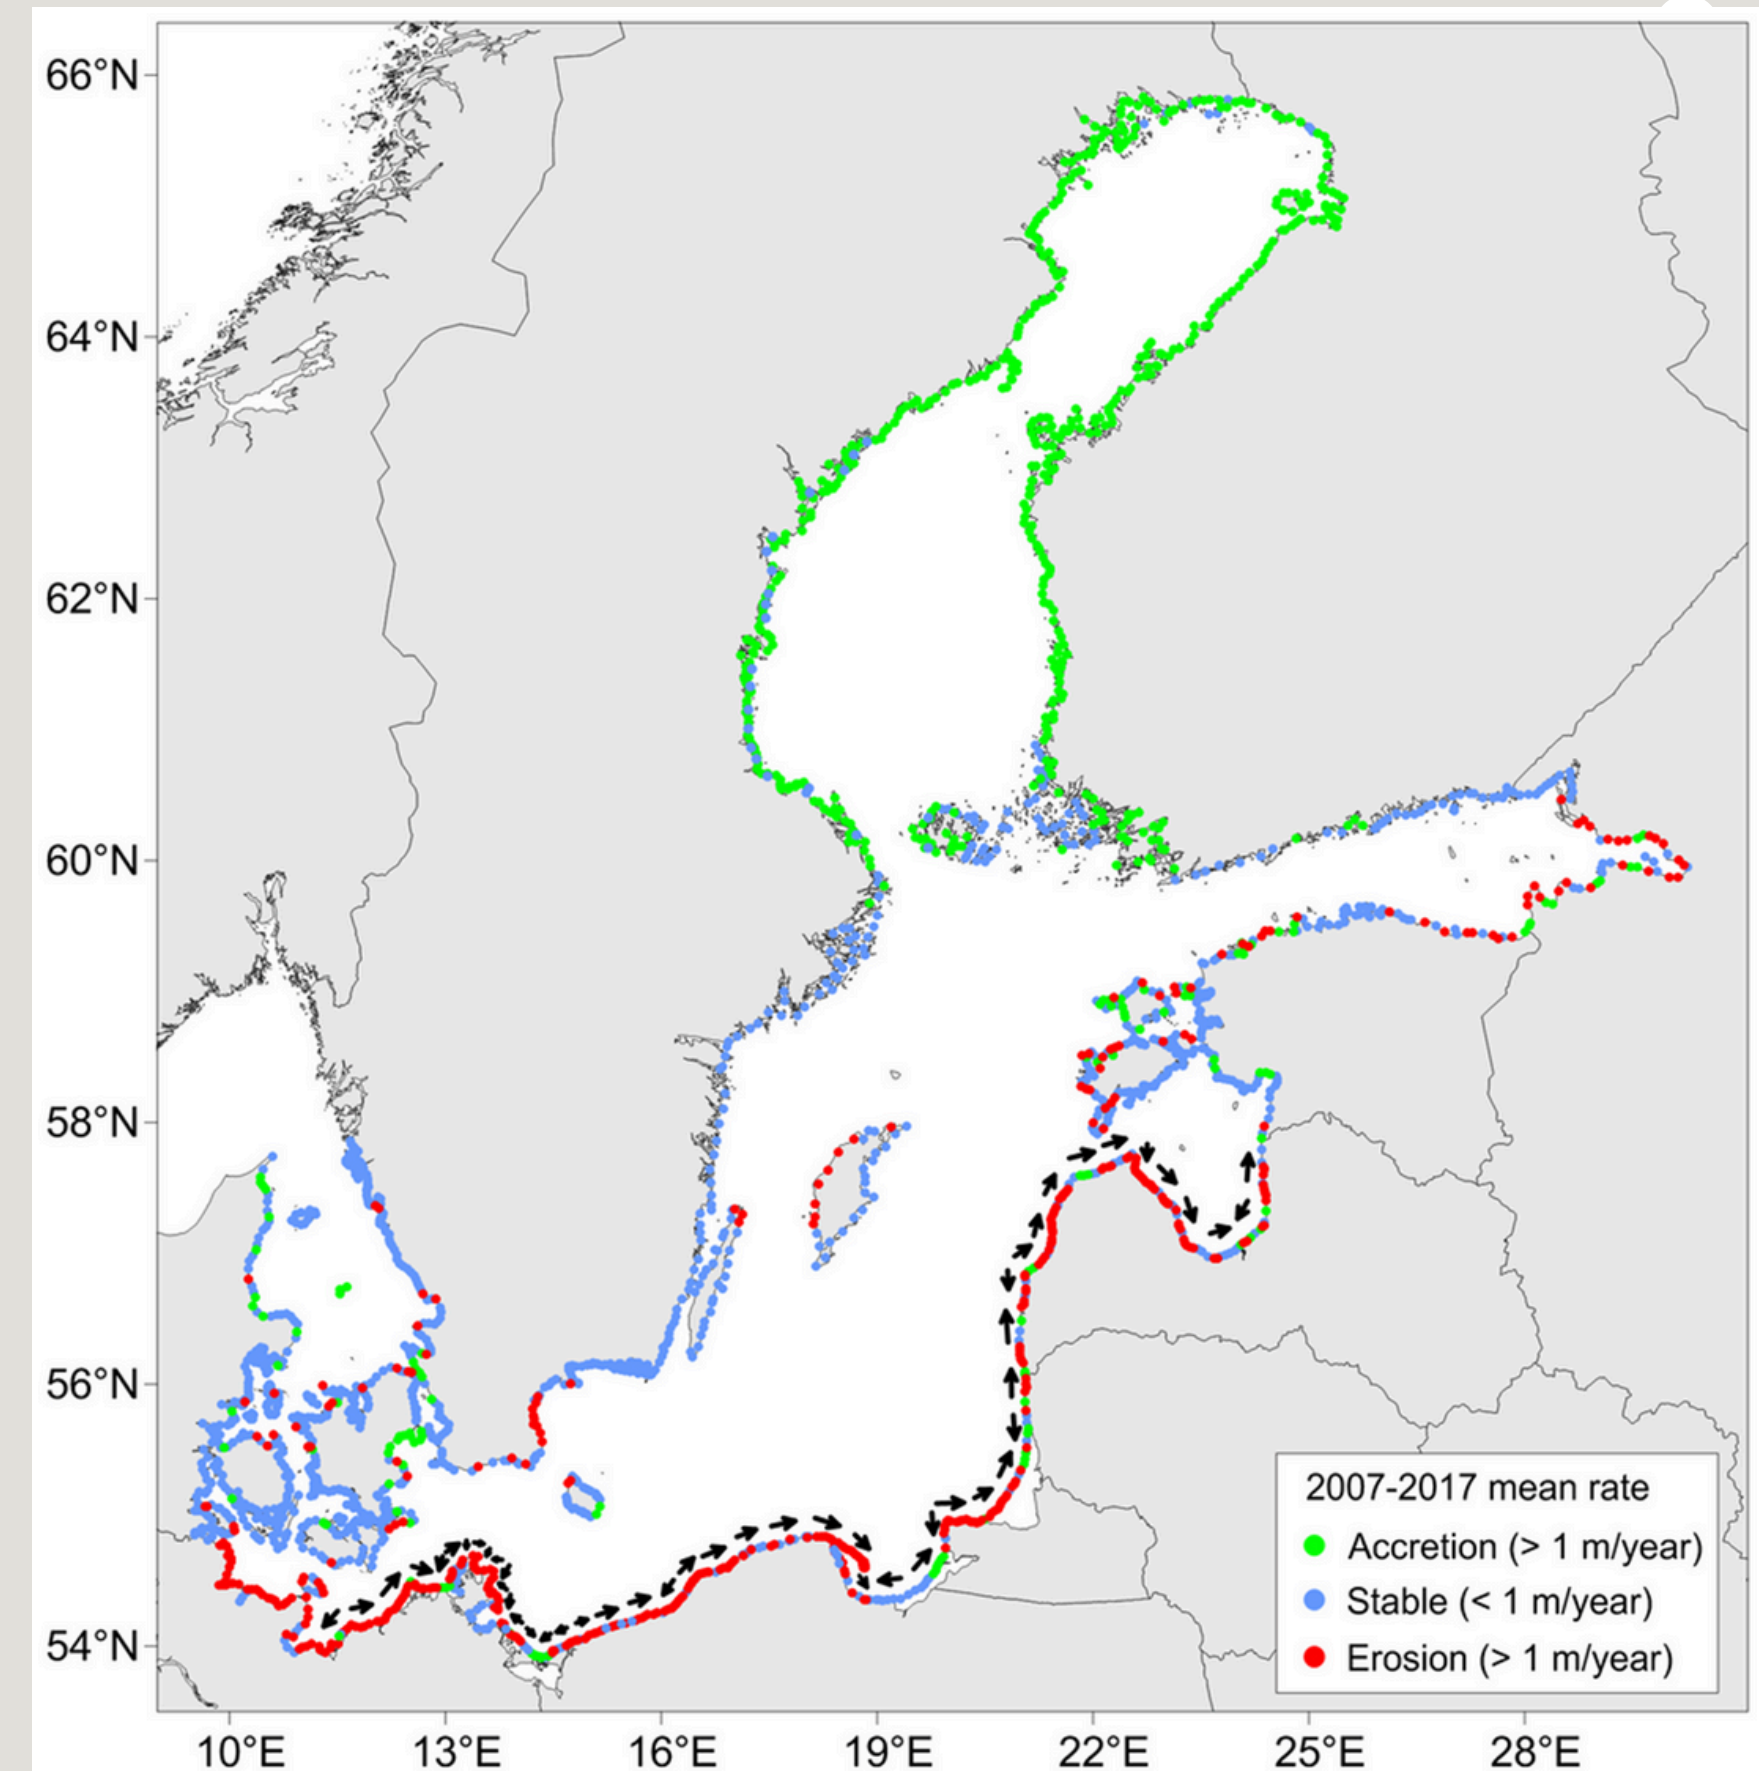 66°N
64°N
62°N
60°N
58°N
56°N
54°N
2007-2017 mean rate
Accretion (> 1 m/year)
Stable (< 1 m/year)
Erosion (> 1 m/year)
10°E 13°E 16°E 19°E 22°E 25°E 28°E